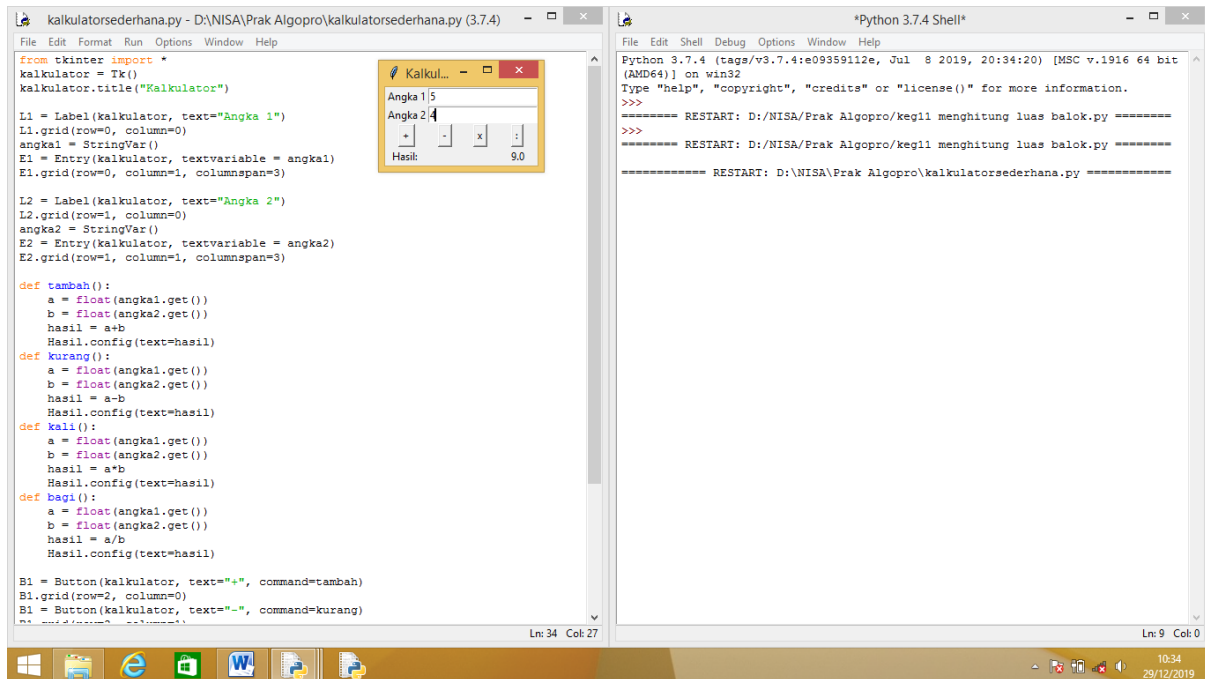 kalkulatorsederhana.py - D:\NISA\Prak Algopro\kalkulatorsederhana.py (3.7.4)
File Edit Format Run Options Window Help
from tkinter import *
kalkulator = Tk()
kalkulator.title("Kalkulator")
L1 = Label(kalkulator, text="Angka 1")
L1.grid(row=0, column=0)
angka1 = StringVar()
E1 = Entry(kalkulator, textvariable = angka1)
E1.grid(row=0, column=1, columnspan=3)
L2 = Label(kalkulator, text="Angka 2")
L2.grid(row=1, column=0)
angka2 = StringVar()
E2 = Entry(kalkulator, textvariable = angka2)
E2.grid(row=1, column=1, columnspan=3)
def tambah():
    a = float(angka1.get())
    b = float(angka2.get())
    hasil = a+b
    Hasil.config(text=hasil)
def kurang():
    a = float(angka1.get())
    b = float(angka2.get())
    hasil = a-b
    Hasil.config(text=hasil)
def kali():
    a = float(angka1.get())
    b = float(angka2.get())
    hasil = a*b
    Hasil.config(text=hasil)
def bagi():
    a = float(angka1.get())
    b = float(angka2.get())
    hasil = a/b
    Hasil.config(text=hasil)
B1 = Button(kalkulator, text="+", command=tambah)
B1.grid(row=2, column=0)
B1 = Button(kalkulator, text="-", command=kurang)
Ln: 34 Col: 27
Kalkul...
Angka 1 5
Angka 2 4
+ - x :
Hasil: 9.0
*Python 3.7.4 Shell*
File Edit Shell Debug Options Window Help
Python 3.7.4 (tags/v3.7.4:e09359112e, Jul  8 2019, 20:34:20) [MSC v.1916 64 bit
(AMD64)] on win32
Type "help", "copyright", "credits" or "license()" for more information.
>>>
======== RESTART: D:/NISA/Prak Algopro/keg11 menghitung luas balok.py ========
>>>
======== RESTART: D:/NISA/Prak Algopro/keg11 menghitung luas balok.py ========
============ RESTART: D:\NISA\Prak Algopro\kalkulatorsederhana.py ============
Ln: 9 Col: 0
10:34
29/12/2019